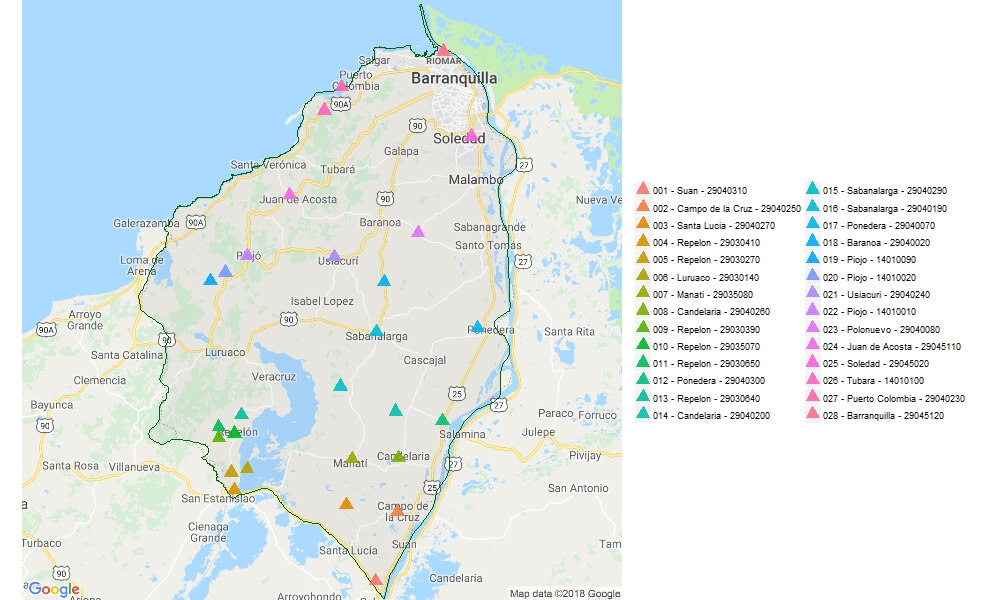 Salgar
RIOMAR
Puerto
Colombia
Barranquilla
90A
90
Soledad
Galapa
27
Santa Verónica
Tubará
Malambo
Juan de Acosta
90
Nueva Ve
Galerazamba
90A
Baranoa
Sabanagrande
Santo Tomás
Loma de
Arena
Piojó
Usiacurí
27
Isabel Lopez
Arroyo
Grande
90A
90
90
Ponedera
Santa Rita
Sabanalarga
Santa Catalina
Luruaco
Cascajal
Clemencia
Veracruz
25
Bayunca
27
Paraco
Forruco
90
Repelón
Salamina
Julepe
Santa Rosa
Villanueva
Manatí
Candelaria
27
Pivijay
25
San Antonio
San Estanislao
Campo de
la Cruz
Cienaga
Grande
Turbaco
Santa Lucía
Suan
Tam
90
Candelaria
Arroyohondo
Google
Map data ©2018 Google
001 - Suan - 29040310
002 - Campo de la Cruz - 29040250
003 - Santa Lucia - 29040270
004 - Repelon - 29030410
005 - Repelon - 29030270
006 - Luruaco - 29030140
007 - Manati - 29035080
008 - Candelaria - 29040260
009 - Repelon - 29030390
010 - Repelon - 29035070
011 - Repelon - 29030650
012 - Ponedera - 29040300
013 - Repelon - 29030640
014 - Candelaria - 29040200
015 - Sabanalarga - 29040290
016 - Sabanalarga - 29040190
017 - Ponedera - 29040070
018 - Baranoa - 29040020
019 - Piojo - 14010090
020 - Piojo - 14010020
021 - Usiacuri - 29040240
022 - Piojo - 14010010
023 - Polonuevo - 29040080
024 - Juan de Acosta - 29045110
025 - Soledad - 29045020
026 - Tubara - 14010100
027 - Puerto Colombia - 29040230
028 - Barranquilla - 29045120